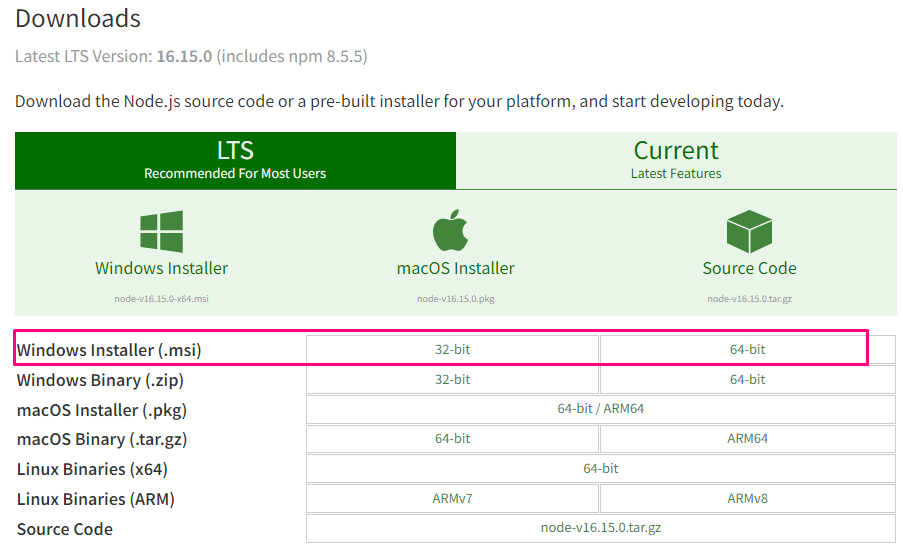 Downloads
Latest LTS Version: 16.15.0 (includes npm 8.5.5)
Download the Node.js source code or a pre-built installer for your platform, and start developing today.
LTS
Recommended For Most Users
Current
Latest Features
Windows Installer
node-v16.15.0-x64.msi
macOS Installer
node-v16.15.0.pkg
Source Code
node-v16.15.0.tar.gz
Windows Installer (.msi) 32-bit 64-bit
Windows Binary (.zip) 32-bit 64-bit
macOS Installer (.pkg) 64-bit / ARM64
macOS Binary (.tar.gz) 64-bit ARM64
Linux Binaries (x64) 64-bit
Linux Binaries (ARM) ARMv7 ARMv8
Source Code node-v16.15.0.tar.gz